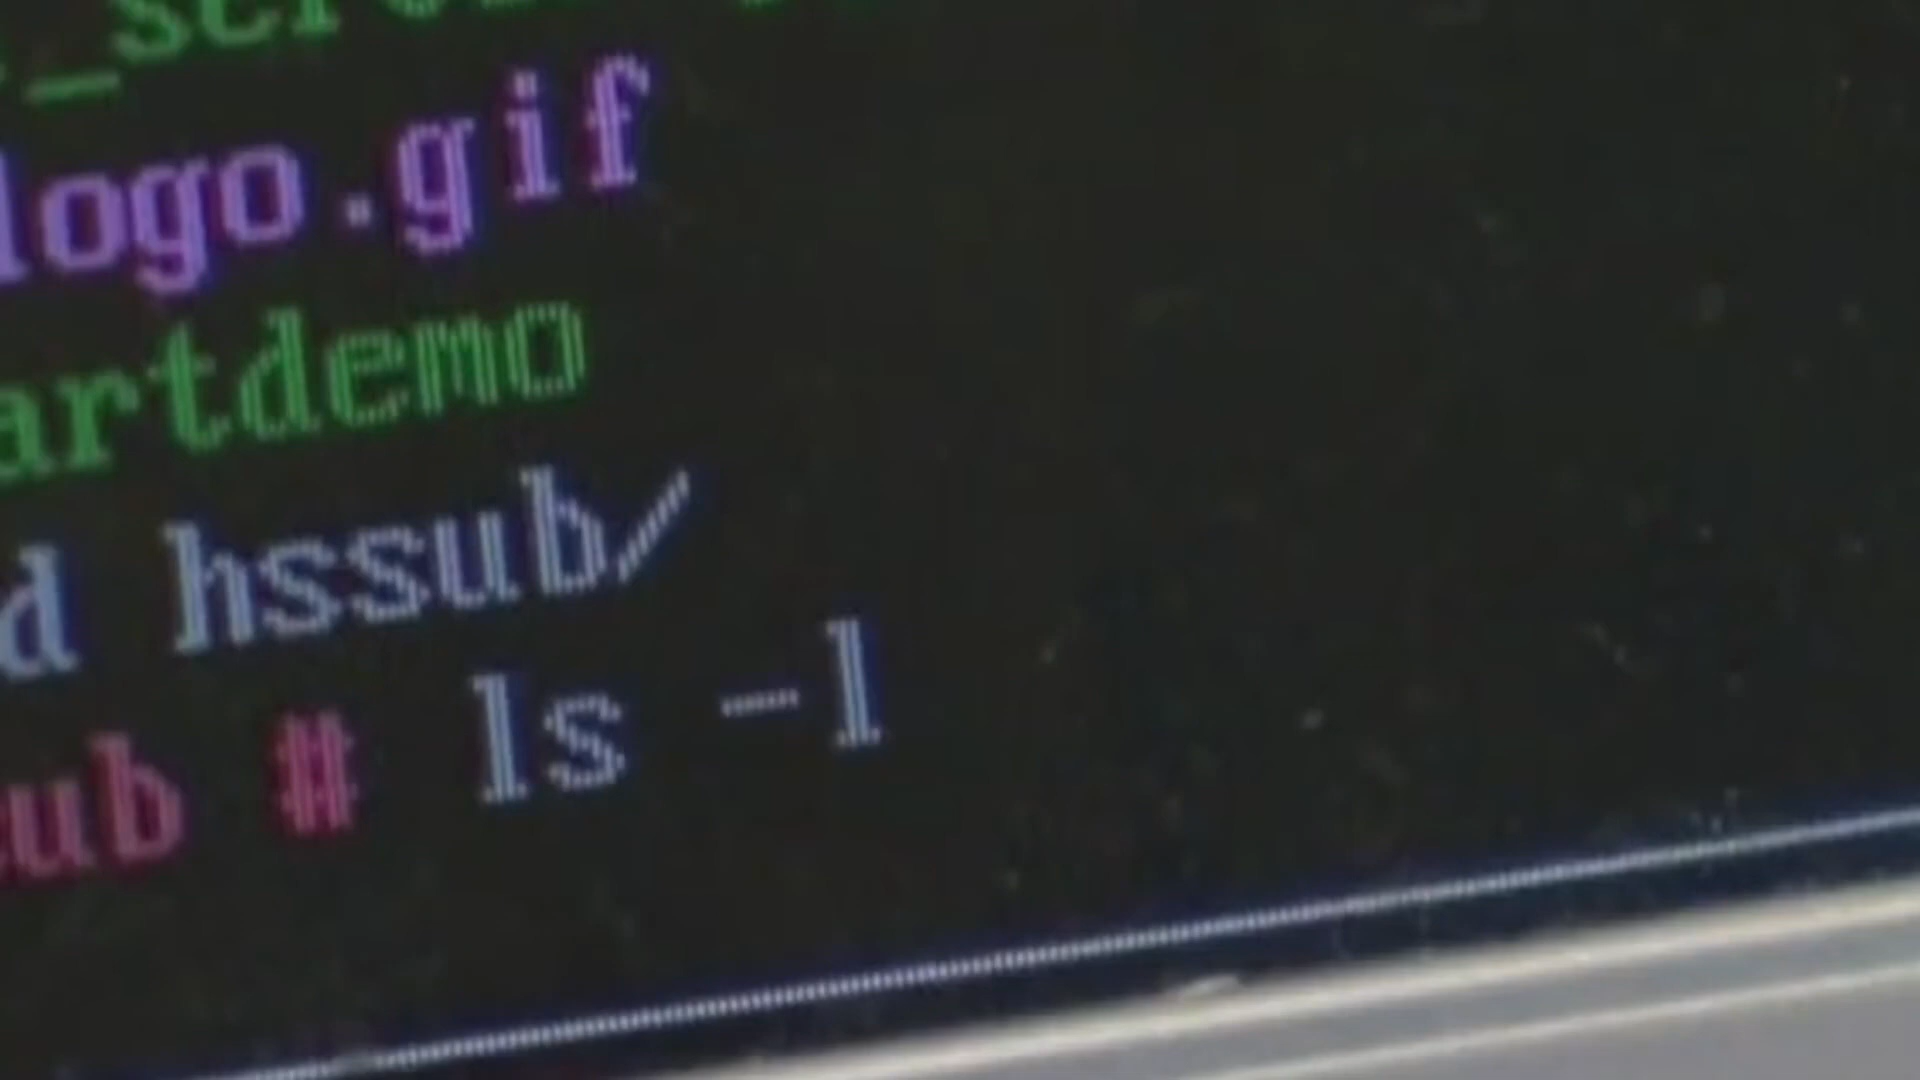 logo.gif
artdemo
d hssub/
ub # ls -l